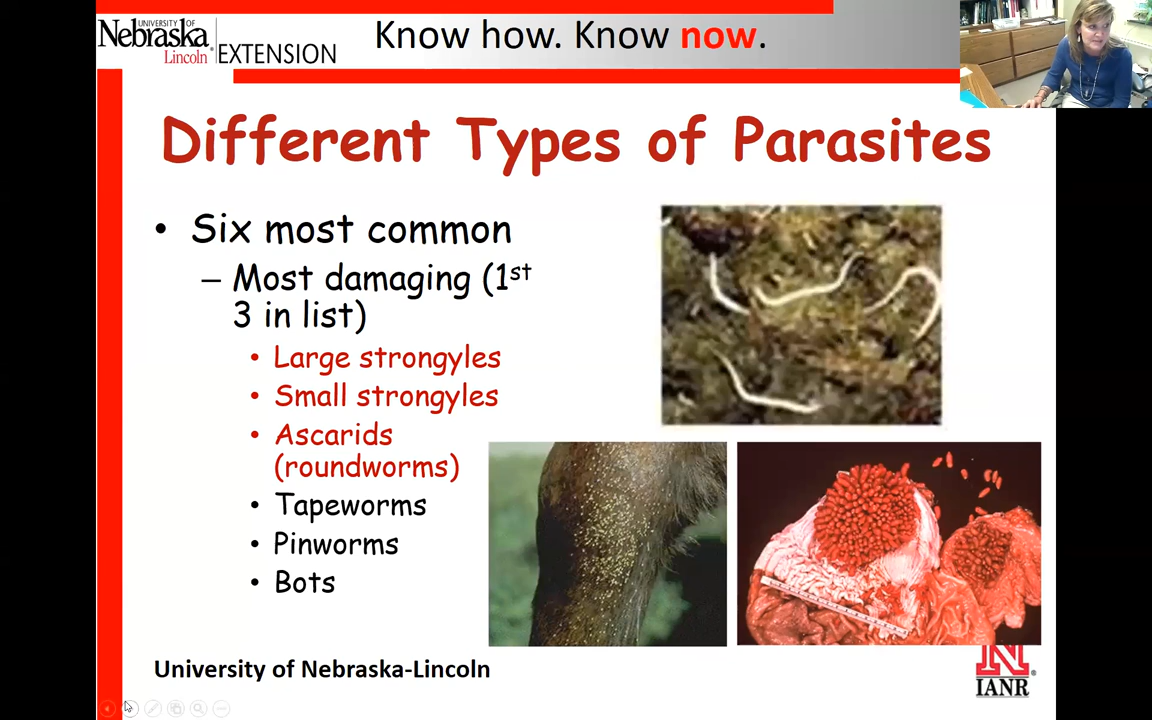 UNIVERSITY OF
Nebraska
Lincoln®
EXTENSION
Know how. Know now.
Different Types of Parasites
• Six most common
– Most damaging (1st
3 in list)
• Large strongyles
• Small strongyles
• Ascarids
(roundworms)
• Tapeworms
• Pinworms
• Bots
University of Nebraska-Lincoln
N®
IANR